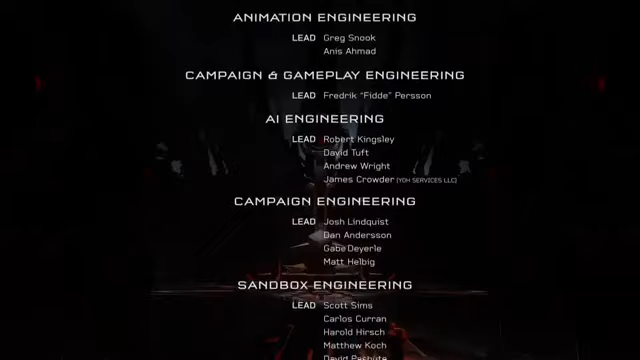 ANIMATION ENGINEERING
LEAD Greg Snook
Anis Ahmad
CAMPAIGN & GAMEPLAY ENGINEERING
LEAD Fredrik "Fidde" Persson
AI ENGINEERING
LEAD Robert Kingsley
David Tuft
Andrew Wright
James Crowder [YOH SERVICES LLC]
CAMPAIGN ENGINEERING
LEAD Josh Lindquist
Dan Andersson
Gabe Deyerle
Matt Helbig
SANDBOX ENGINEERING
LEAD Scott Sims
Carlos Curran
Harold Hirsch
Matthew Koch
David